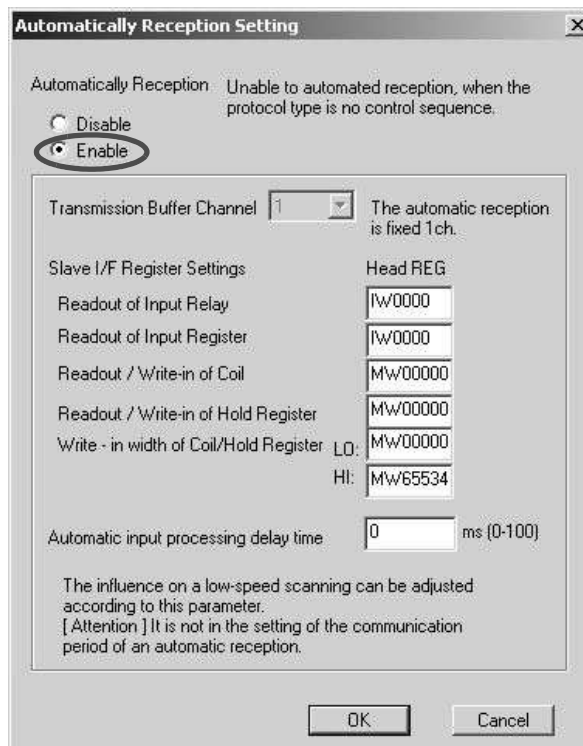 Automatically Reception Setting
Automatically Reception
Unable to automated reception, when the
protocol type is no control sequence.
Disable
Enable
Transmission Buffer Channel
1
The automatic reception
is fixed 1ch.
Slave I/F Register Settings
Head REG
Readout of Input Relay
IW0000
Readout of Input Register
IW0000
Readout / Write-in of Coil
MW00000
Readout / Write-in of Hold Register
MW00000
Write - in width of Coil/Hold Register
LO:
MW00000
HI:
MW65534
Automatic input processing delay time
0
ms (0-100)
The influence on a low-speed scanning can be adjusted
according to this parameter.
[ Attention ] It is not in the setting of the communication
period of an automatic reception.
OK
Cancel